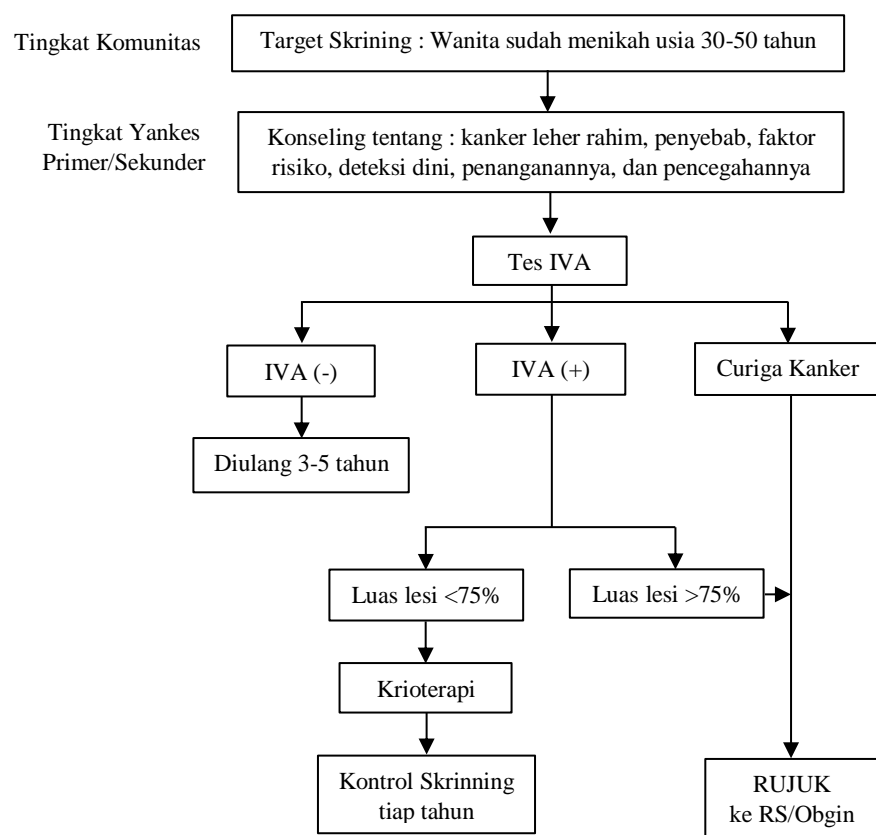 Tingkat Komunitas
Target Skrining : Wanita sudah menikah usia 30-50 tahun
Tingkat Yankes
Primer/Sekunder
Konseling tentang : kanker leher rahim, penyebab, faktor
risiko, deteksi dini, penanganannya, dan pencegahannya
Tes IVA
IVA (-)
IVA (+)
Curiga Kanker
Diulang 3-5 tahun
Luas lesi <75%
Luas lesi >75%
Krioterapi
Kontrol Skrinning
tiap tahun
RUJUK
ke RS/Obgin